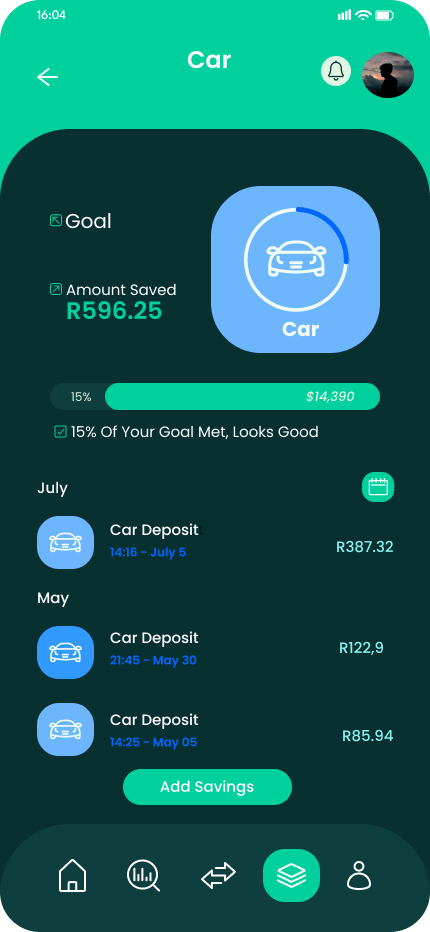 16:04
Car
Goal
Amount Saved
R596.25
Car
15%
$14,390
15% Of Your Goal Met, Looks Good
July
Car Deposit
14:16 - July 5
R387.32
May
Car Deposit
21:45 - May 30
R122,9
Car Deposit
14:25 - May 05
R85.94
Add Savings